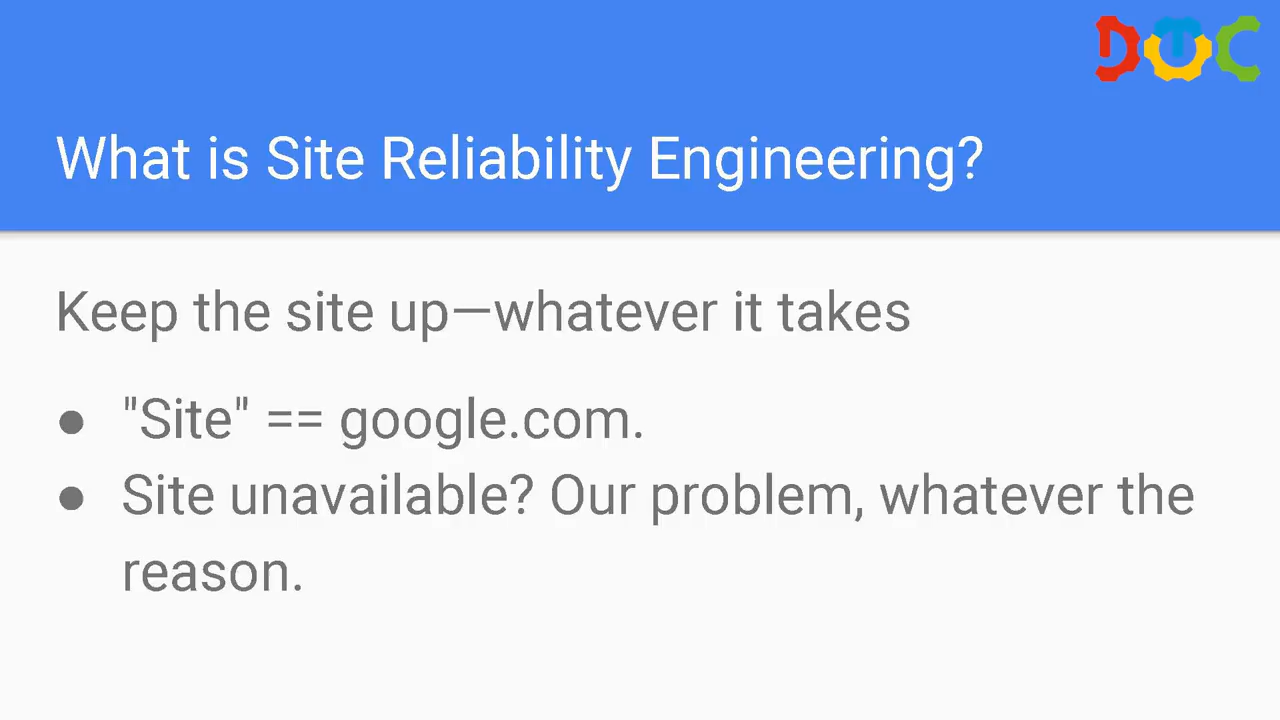 DUC
What is Site Reliability Engineering?
Keep the site up—whatever it takes
● "Site" == google.com.
● Site unavailable? Our problem, whatever the
reason.